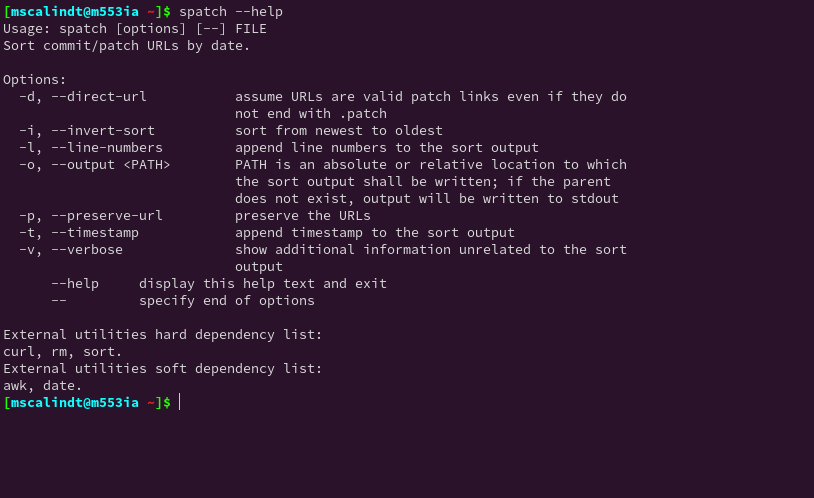 [mscalindt@m553ia ~]$ spatch --help
Usage: spatch [options] [--] FILE
Sort commit/patch URLs by date.

Options:
  -d, --direct-url           assume URLs are valid patch links even if they do
                             not end with .patch
  -i, --invert-sort          sort from newest to oldest
  -l, --line-numbers         append line numbers to the sort output
  -o, --output <PATH>        PATH is an absolute or relative location to which
                             the sort output shall be written; if the parent
                             does not exist, output will be written to stdout
  -p, --preserve-url         preserve the URLs
  -t, --timestamp            append timestamp to the sort output
  -v, --verbose              show additional information unrelated to the sort
                             output
      --help     display this help text and exit
      --         specify end of options

External utilities hard dependency list:
curl, rm, sort.
External utilities soft dependency list:
awk, date.
[mscalindt@m553ia ~]$